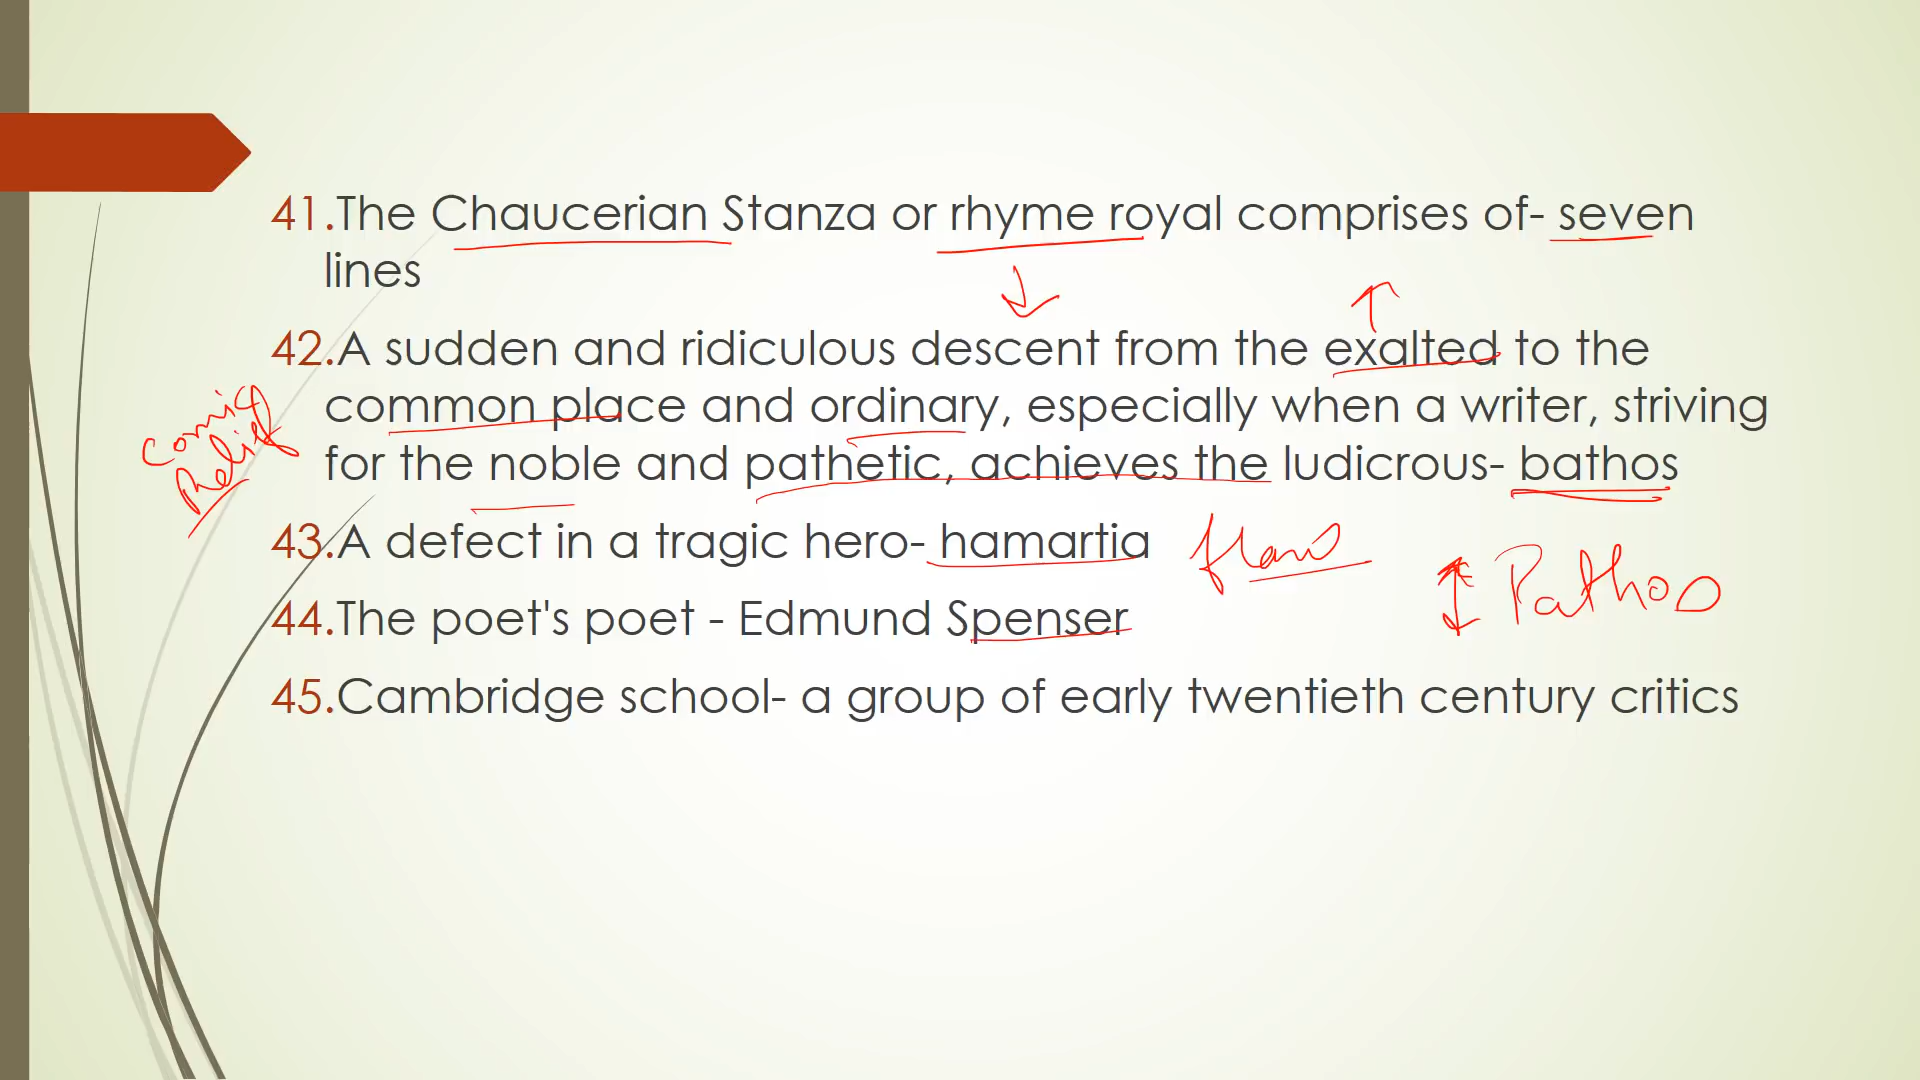 41.The Chaucerian Stanza or rhyme royal comprises of- seven
lines
42.A sudden and ridiculous descent from the exalted to the
common place and ordinary, especially when a writer, striving
for the noble and pathetic, achieves the ludicrous- bathos
comic
Relief
43.A defect in a tragic hero- hamartia
flaw
Pathos
44.The poet's poet - Edmund Spenser
45.Cambridge school- a group of early twentieth century critics